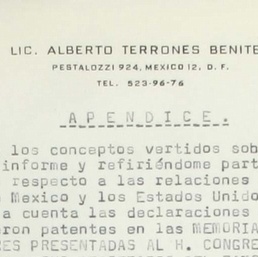 LIC. ALBERTO TERRONES BENITE
PESTALOZZI 924, MEXICO 12, D. F.
TEL. 523-96-76
A P E N D I C E .
los conceptos vertidos sob
informe y refiriéndome part
respecto a las relaciones
Mexico y los Estados Unido
a cuenta las declaraciones
ron patentes en las MEMORIA
ES PRESENTADAS AL H. CONGRE